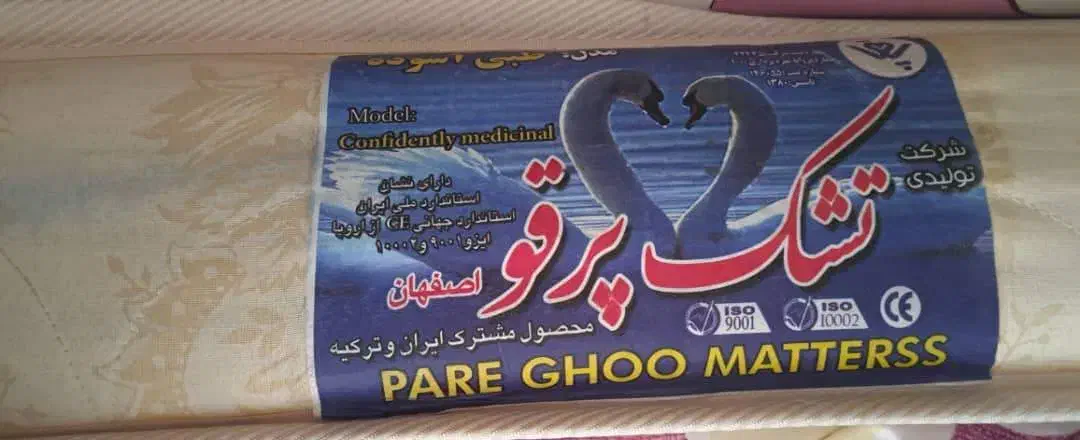 مدل: طبی آسوده
Model:
Confidently medicinal
دارای نشان
استاندارد ملی ایران
استاندارد جهانی CE از اروپا
ایزو ۹۰۰۱ و ۱۰۰۰۲
شرکت
تولیدی
تشک پرقو
اصفهان
محصول مشترک ایران و ترکیه
ISO
9001
ISO
10002
CE
PARE GHOO MATTERSS